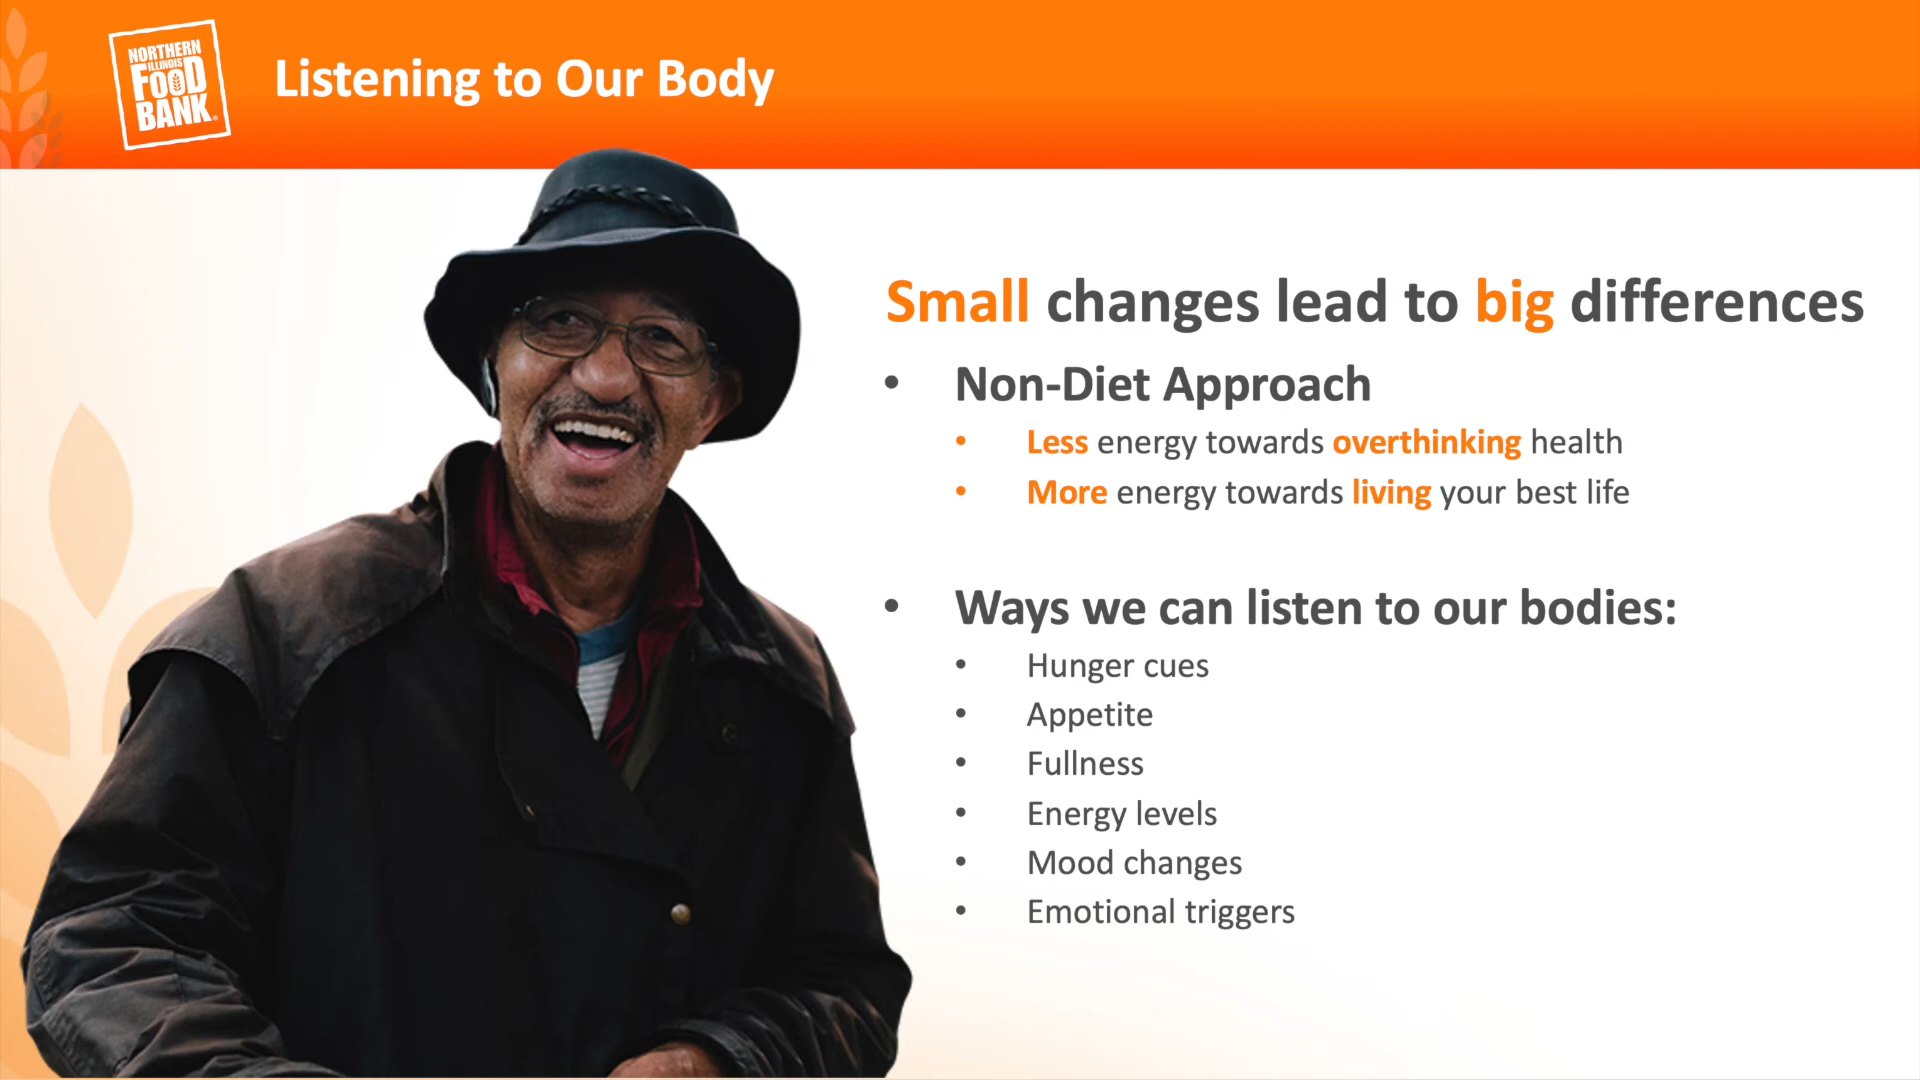 NORTHERN
ILLINOIS
FOOD
BANK
Listening to Our Body
Small changes lead to big differences
• Non-Diet Approach
• Less energy towards overthinking health
• More energy towards living your best life
• Ways we can listen to our bodies:
• Hunger cues
• Appetite
• Fullness
• Energy levels
• Mood changes
• Emotional triggers